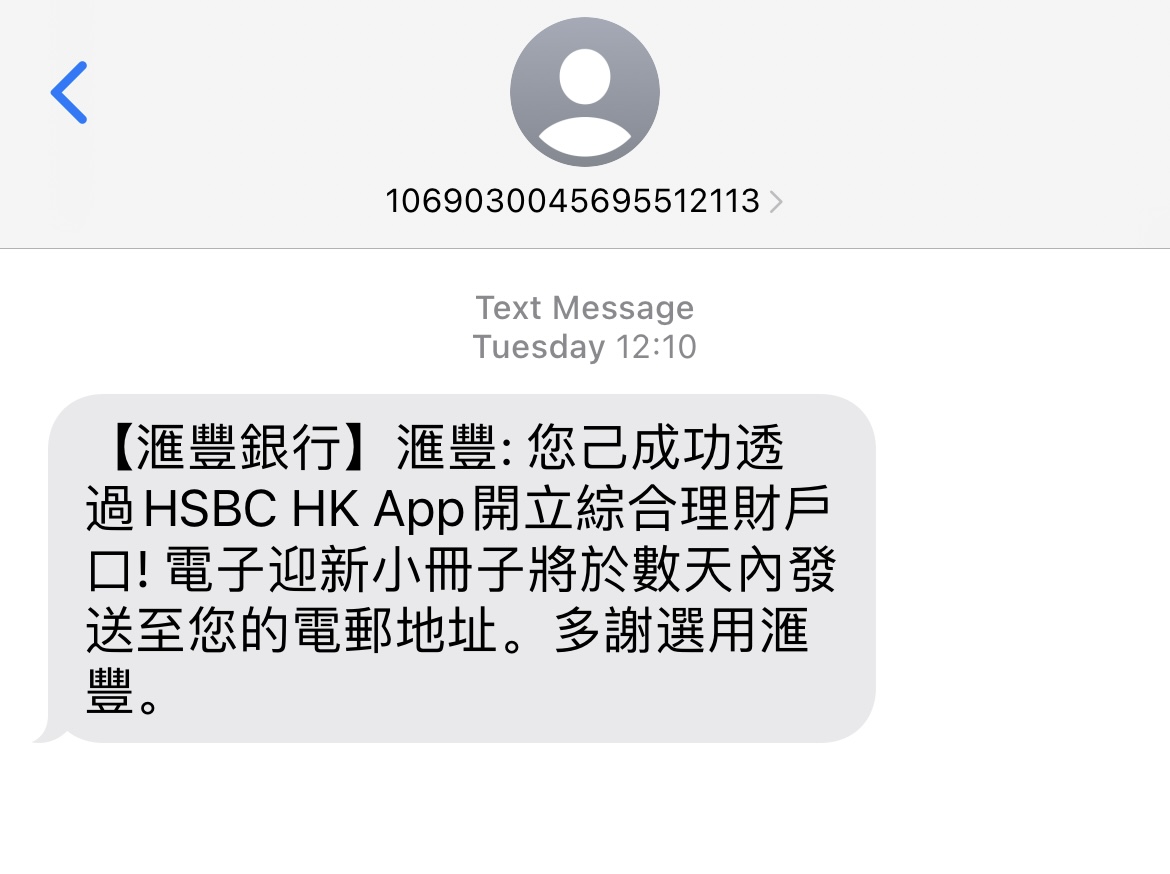 1069030045695512113
Text Message
Tuesday 12:10
【滙豐銀行】滙豐: 您己成功透
過HSBC HK App開立綜合理財戶
口! 電子迎新小冊子將於數天內發
送至您的電郵地址。多謝選用滙
豐。